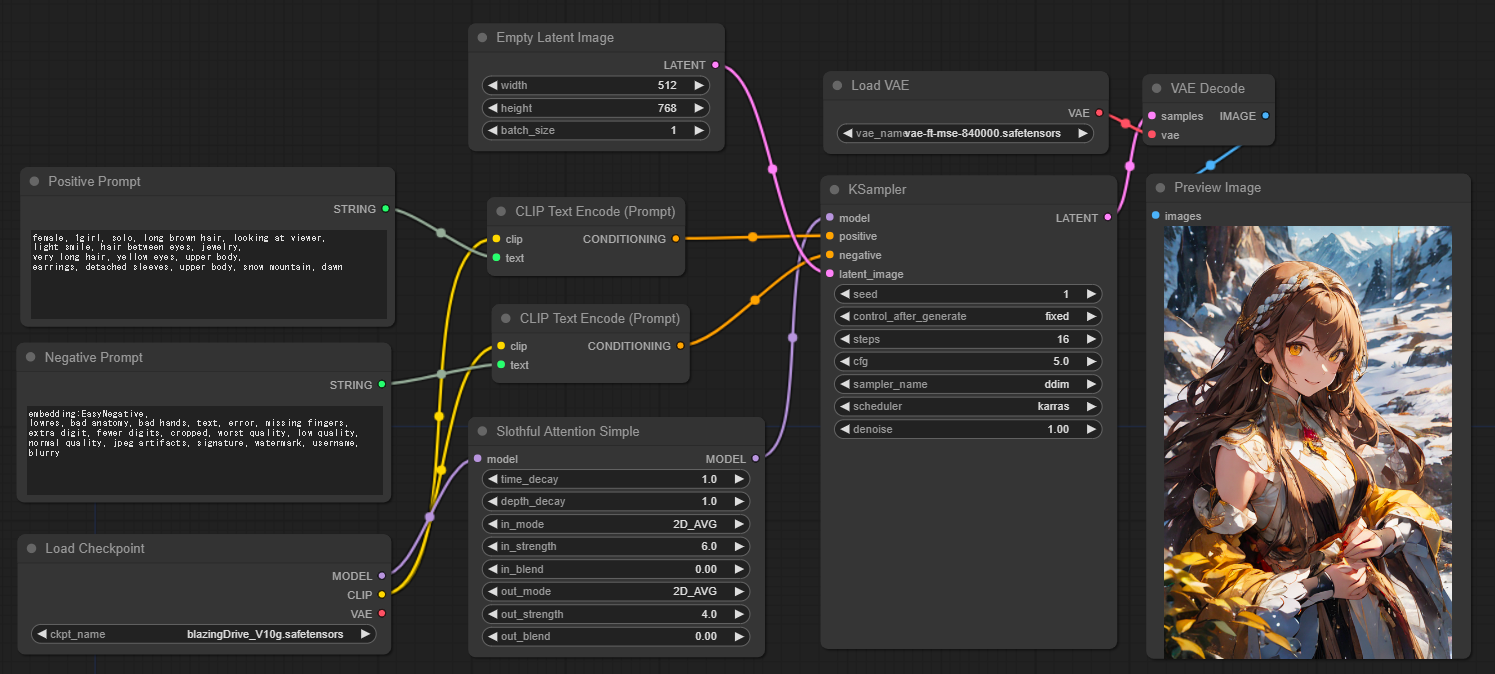 Empty Latent Image
LATENT
width 512
height 768
batch_size 1
Positive Prompt
STRING
female, 1girl, solo, long brown hair, looking at viewer,
light smile, hair between eyes, jewelry,
very long hair, yellow eyes, upper body,
earrings, detached sleeves, upper body, snow mountain, dawn
Negative Prompt
STRING
embedding:EasyNegative,
lowres, bad anatomy, bad hands, text, error, missing fingers,
extra digit, fewer digits, cropped, worst quality, low quality,
normal quality, jpeg artifacts, signature, watermark, username,
blurry
Load Checkpoint
MODEL
CLIP
VAE
ckpt_name blazingDrive_V10g.safetensors
CLIP Text Encode (Prompt)
clip CONDITIONING
text
CLIP Text Encode (Prompt)
clip CONDITIONING
text
Slothful Attention Simple
model MODEL
time_decay 1.0
depth_decay 1.0
in_mode 2D_AVG
in_strength 6.0
in_blend 0.00
out_mode 2D_AVG
out_strength 4.0
out_blend 0.00
Load VAE
VAE
vae_name vae-ft-mse-840000.safetensors
KSampler
model LATENT
positive
negative
latent_image
seed 1
control_after_generate fixed
steps 16
cfg 5.0
sampler_name ddim
scheduler karras
denoise 1.00
VAE Decode
samples IMAGE
vae
Preview Image
images